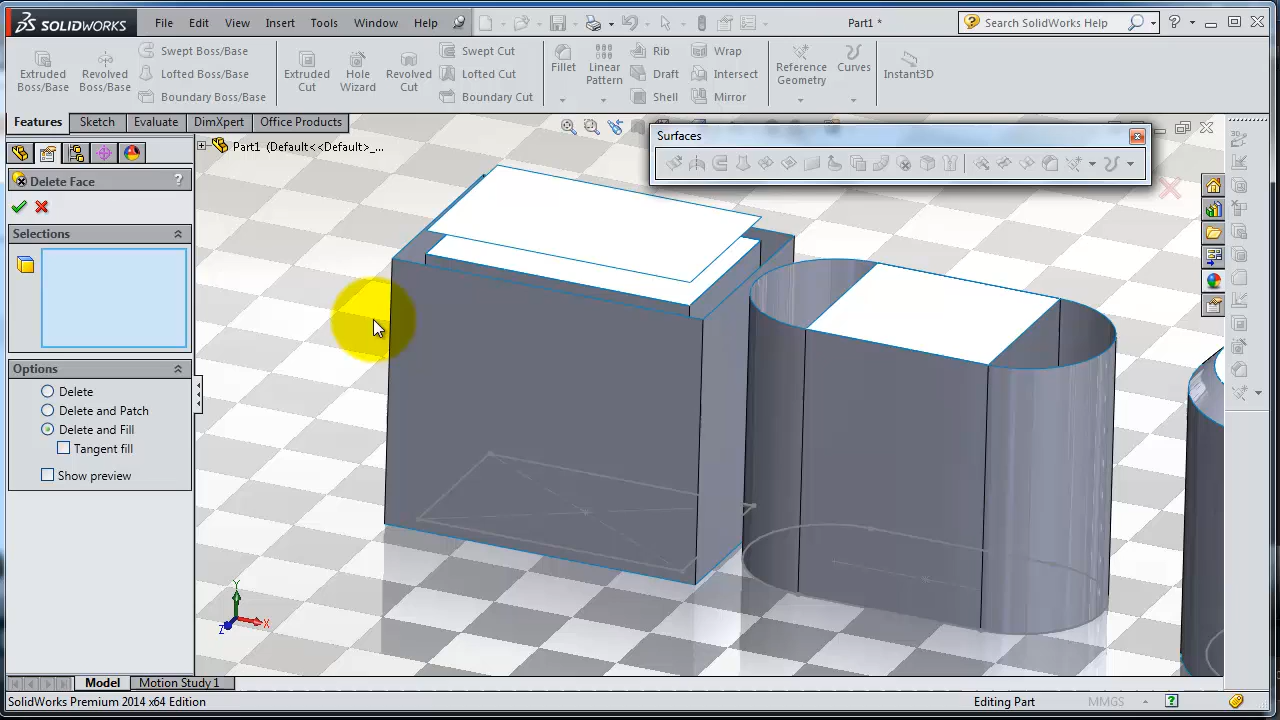 SOLIDWORKS File Edit View Insert Tools Window Help Part1 * Search SolidWorks Help
Extruded Boss/Base
Revolved Boss/Base
Swept Boss/Base
Lofted Boss/Base
Boundary Boss/Base
Extruded Cut
Hole Wizard
Revolved Cut
Swept Cut
Lofted Cut
Boundary Cut
Fillet
Linear Pattern
Rib
Draft
Shell
Wrap
Intersect
Mirror
Reference Geometry
Curves
Instant3D
Features Sketch Evaluate DimXpert Office Products
Surfaces
Part1 (Default<<Default>_...
Delete Face ?
Selections
Options
Delete
Delete and Patch
Delete and Fill
Tangent fill
Show preview
Y
X
Z
Model Motion Study 1
SolidWorks Premium 2014 x64 Edition Editing Part MMGS